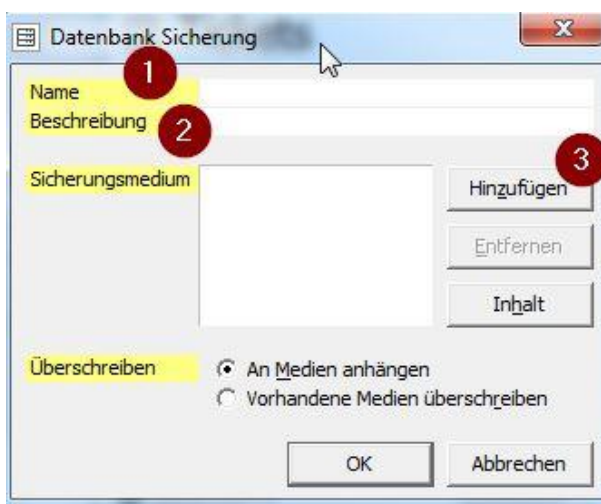 Datenbank Sicherung
1
Name
Beschreibung
2
3
Sicherungsmedium
Hinzufügen
Entfernen
Inhalt
Überschreiben
An Medien anhängen
Vorhandene Medien überschreiben
OK
Abbrechen